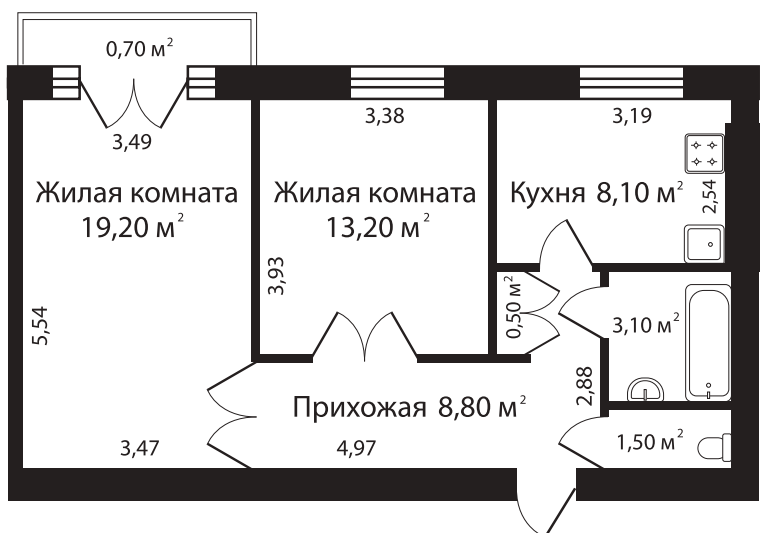 0,70 м²
3,49
3,38
3,19
Жилая комната
19,20 м²
Жилая комната
13,20 м²
Кухня 8,10 м²
2,54
3,93
5,54
0,50 м²
3,10 м²
2,88
Прихожая 8,80 м²
3,47
4,97
1,50 м²